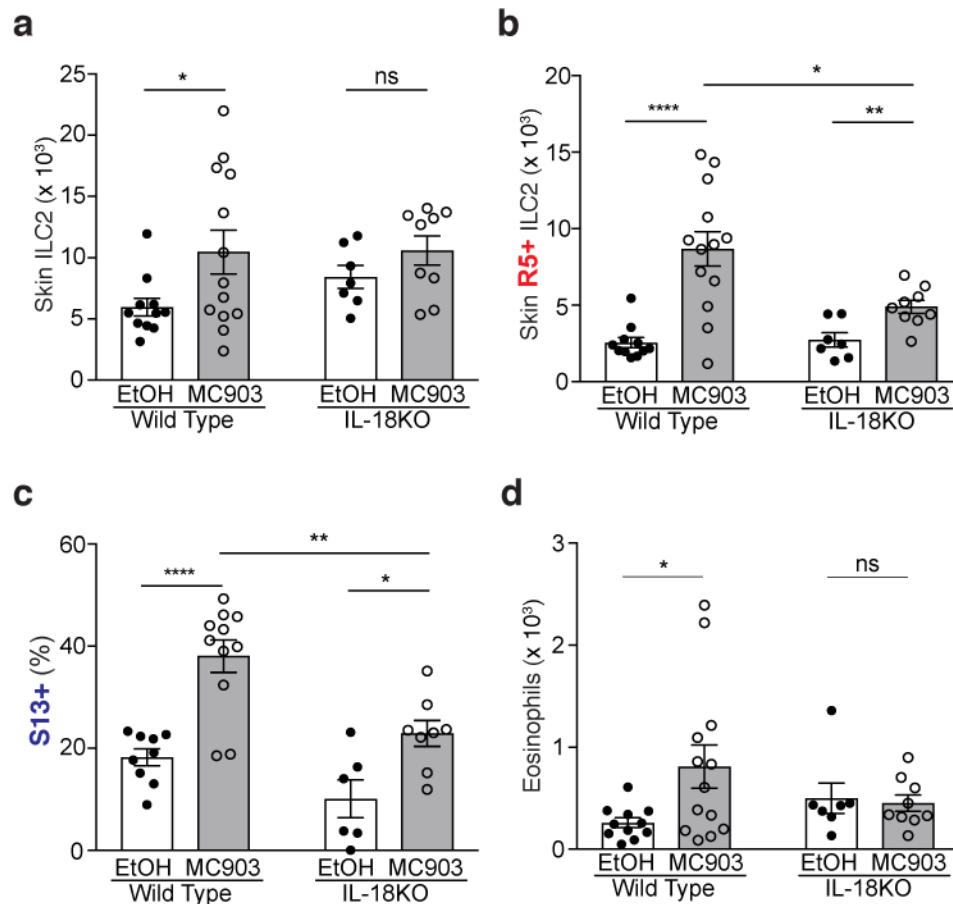 a
Skin ILC2 (x 10³)
25
20
15
10
5
0
*
ns
EtOH MC903
Wild Type
EtOH MC903
IL-18KO
b
Skin R5+ ILC2 (x 10³)
20
15
10
5
0
*
****
**
EtOH MC903
Wild Type
EtOH MC903
IL-18KO
c
S13+ (%)
60
40
20
0
**
****
*
EtOH MC903
Wild Type
EtOH MC903
IL-18KO
d
Eosinophils (x 10³)
3
2
1
0
*
ns
EtOH MC903
Wild Type
EtOH MC903
IL-18KO